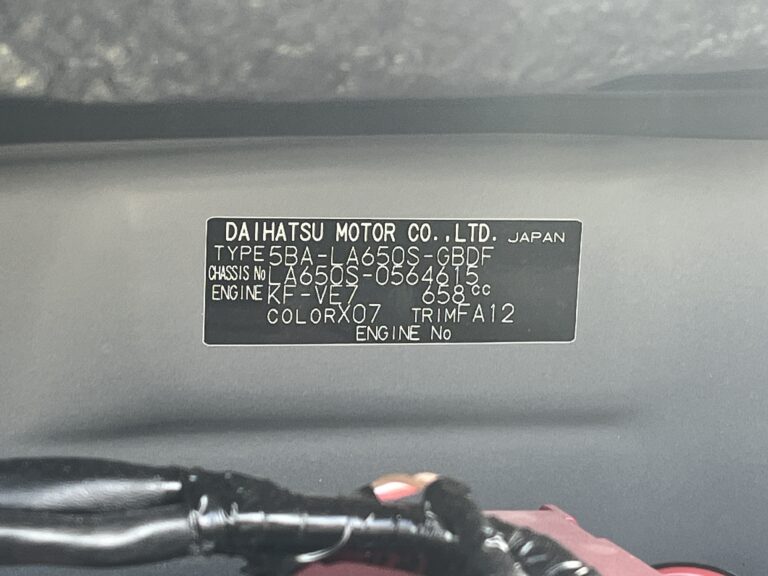 DAIHATSU MOTOR CO.,LTD. JAPAN
TYPE 5BA-LA650S-GBDF
CHASSIS No LA650S-0564615
ENGINE KF-VE7 658cc
COLOR X07 TRIM FA12
ENGINE No